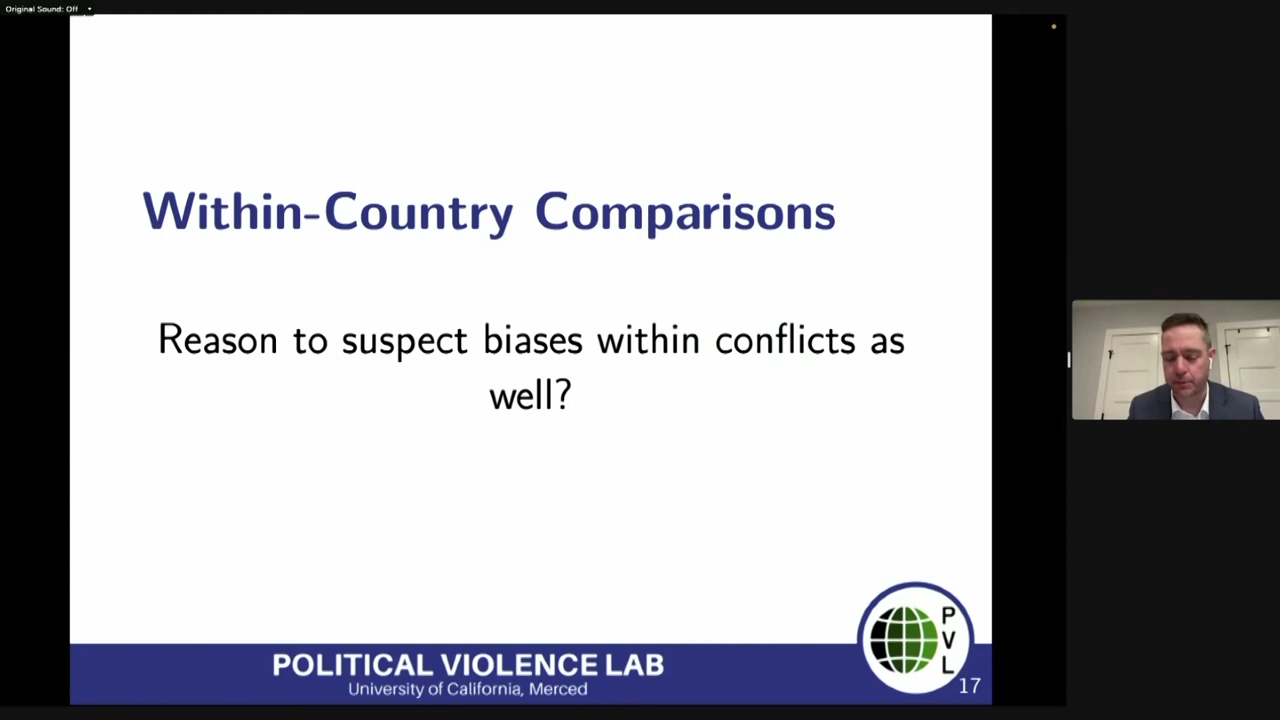 Original Sound: Off
Within-Country Comparisons
Reason to suspect biases within conflicts as
well?
P
V
L
POLITICAL VIOLENCE LAB
University of California, Merced
17